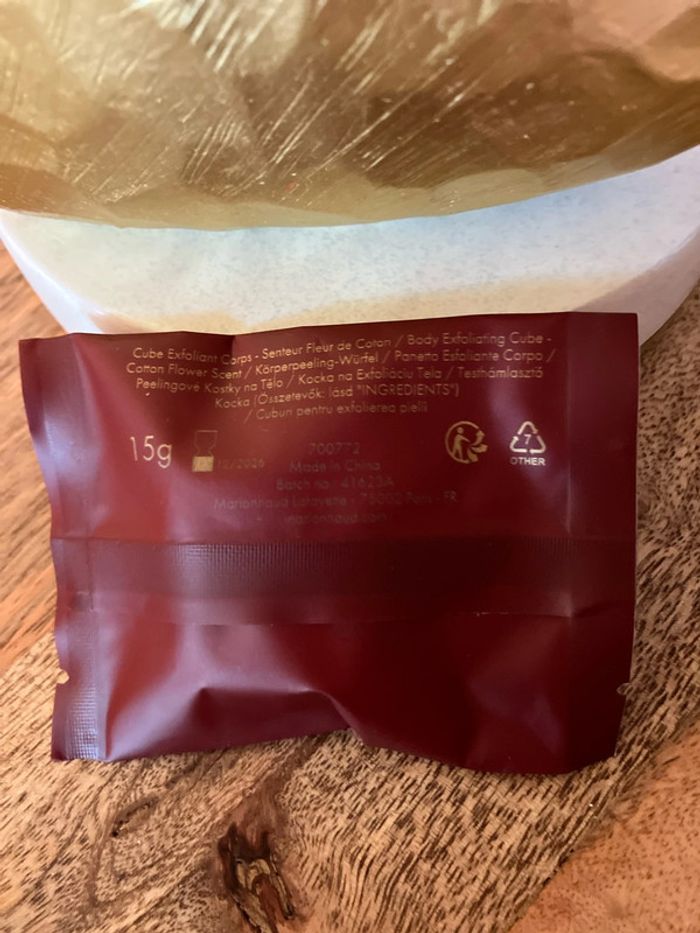 Cube Exfoliant Corps - Senteur Fleur de Coton / Body Exfoliating Cube -
Cotton Flower Scent / Körperpeeling-Würfel / Panetto Esfoliante Corpo /
Peelingové Kostky na Tělo / Kocka na Exfoliáciu Tela / Testhámlasztó
Kocka (Összetevők: lásd "INGREDIENTS")
/ Cuburi pentru exfolierea pielii
15g
12/2026
700772
Made in China
Batch no : 41623A
Marionnaud Lafayette - 75002 Paris - FR
marionnaud.com
7
OTHER